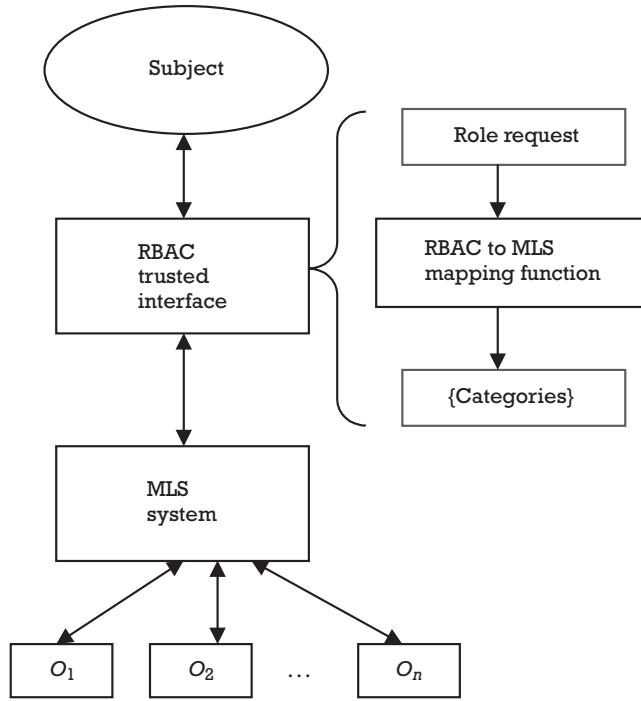 Subject
Role request
RBAC
trusted
interface
RBAC to MLS
mapping function
{Categories}
MLS
system
O1 O2 ... On